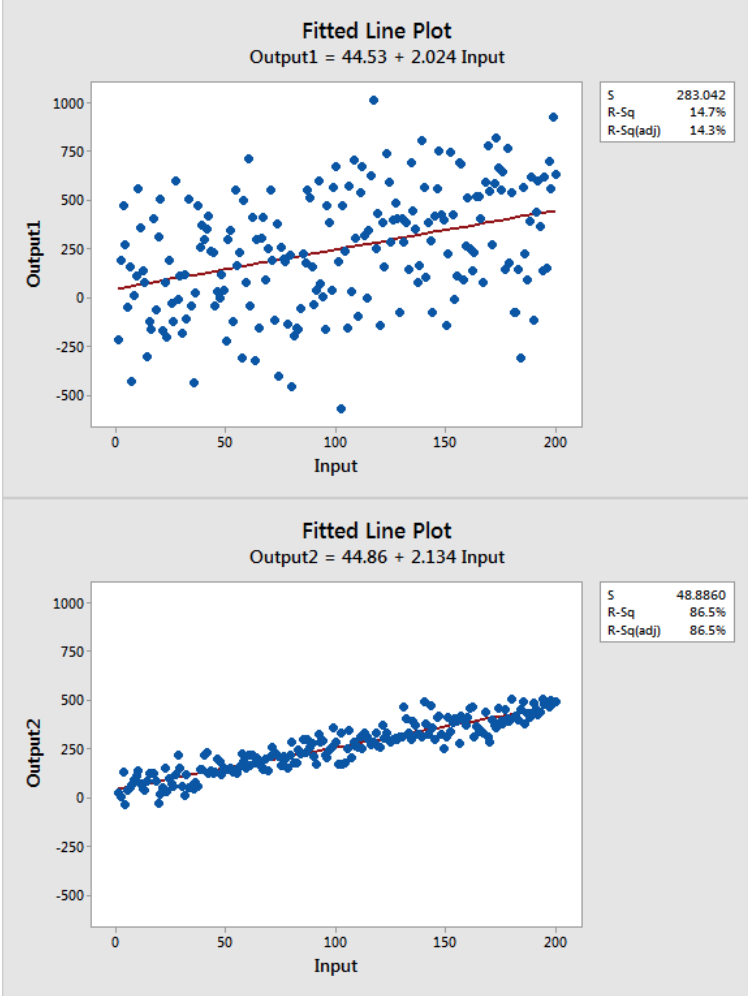 Fitted Line Plot
Output1 = 44.53 + 2.024 Input
S 283.042
R-Sq 14.7%
R-Sq(adj) 14.3%
1000
750
500
250
0
-250
-500
Output1
0 50 100 150 200
Input
Fitted Line Plot
Output2 = 44.86 + 2.134 Input
S 48.8860
R-Sq 86.5%
R-Sq(adj) 86.5%
1000
750
500
250
0
-250
-500
Output2
0 50 100 150 200
Input